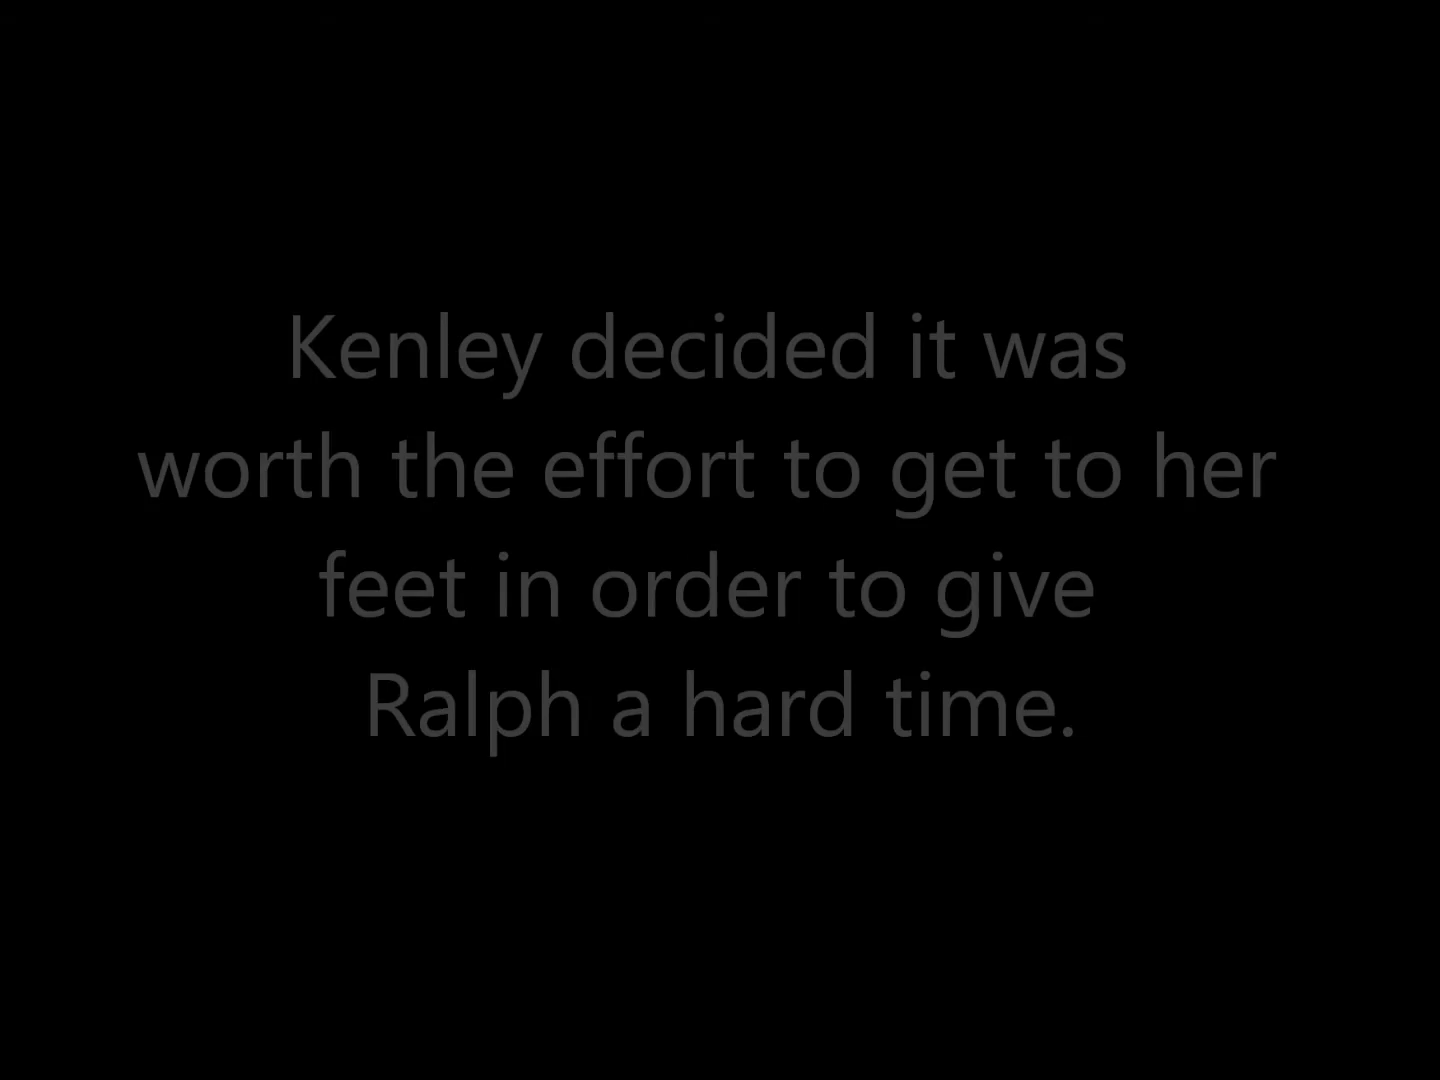 Kenley decided it was
worth the effort to get to her
feet in order to give
Ralph a hard time.